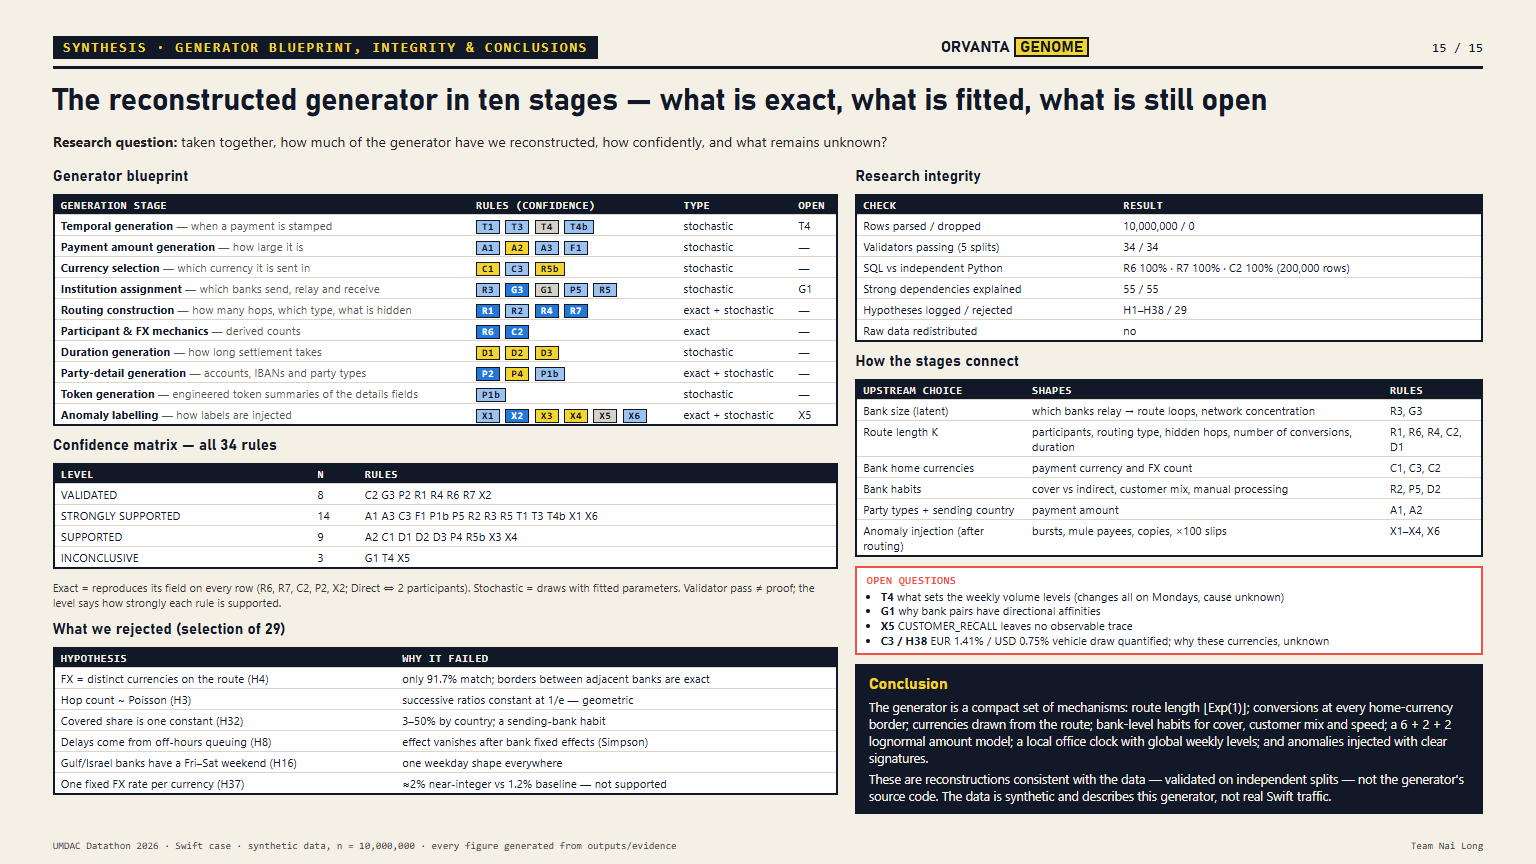 SYNTHESIS · GENERATOR BLUEPRINT, INTEGRITY & CONCLUSIONS
ORVANTA GENOME
15 / 15
The reconstructed generator in ten stages — what is exact, what is fitted, what is still open
Research question: taken together, how much of the generator have we reconstructed, how confidently, and what remains unknown?
Generator blueprint
GENERATION STAGE RULES (CONFIDENCE) TYPE OPEN
Temporal generation — when a payment is stamped T1 T3 T4 T4b stochastic T4
Payment amount generation — how large it is A1 A2 A3 F1 stochastic —
Currency selection — which currency it is sent in C1 C3 R5b stochastic —
Institution assignment — which banks send, relay and receive R3 G3 G1 P5 R5 stochastic G1
Routing construction — how many hops, which type, what is hidden R1 R2 R4 R7 exact + stochastic —
Participant & FX mechanics — derived counts R6 C2 exact —
Duration generation — how long settlement takes D1 D2 D3 stochastic —
Party-detail generation — accounts, IBANs and party types P2 P4 P1b exact + stochastic —
Token generation — engineered token summaries of the details fields P1b stochastic —
Anomaly labelling — how labels are injected X1 X2 X3 X4 X5 X6 exact + stochastic X5
Confidence matrix — all 34 rules
LEVEL N RULES
VALIDATED 8 C2 G3 P2 R1 R4 R6 R7 X2
STRONGLY SUPPORTED 14 A1 A3 C3 F1 P1b P5 R2 R3 R5 T1 T3 T4b X1 X6
SUPPORTED 9 A2 C1 D1 D2 D3 P4 R5b X3 X4
INCONCLUSIVE 3 G1 T4 X5
Exact = reproduces its field on every row (R6, R7, C2, P2, X2; Direct ⇔ 2 participants). Stochastic = draws with fitted parameters. Validator pass ≠ proof; the
level says how strongly each rule is supported.
What we rejected (selection of 29)
HYPOTHESIS WHY IT FAILED
FX = distinct currencies on the route (H4) only 91.7% match; borders between adjacent banks are exact
Hop count ~ Poisson (H3) successive ratios constant at 1/e — geometric
Covered share is one constant (H32) 3–50% by country; a sending-bank habit
Delays come from off-hours queuing (H8) effect vanishes after bank fixed effects (Simpson)
Gulf/Israel banks have a Fri–Sat weekend (H16) one weekday shape everywhere
One fixed FX rate per currency (H37) ≈2% near-integer vs 1.2% baseline — not supported
Research integrity
CHECK RESULT
Rows parsed / dropped 10,000,000 / 0
Validators passing (5 splits) 34 / 34
SQL vs independent Python R6 100% · R7 100% · C2 100% (200,000 rows)
Strong dependencies explained 55 / 55
Hypotheses logged / rejected H1–H38 / 29
Raw data redistributed no
How the stages connect
UPSTREAM CHOICE SHAPES RULES
Bank size (latent) which banks relay → route loops, network concentration R3, G3
Route length K participants, routing type, hidden hops, number of conversions, R1, R6, R4, C2,
duration D1
Bank home currencies payment currency and FX count C1, C3, C2
Bank habits cover vs indirect, customer mix, manual processing R2, P5, D2
Party types + sending country payment amount A1, A2
Anomaly injection (after bursts, mule payees, copies, ×100 slips X1–X4, X6
routing)
OPEN QUESTIONS
• T4 what sets the weekly volume levels (changes all on Mondays, cause unknown)
• G1 why bank pairs have directional affinities
• X5 CUSTOMER_RECALL leaves no observable trace
• C3 / H38 EUR 1.41% / USD 0.75% vehicle draw quantified; why these currencies, unknown
Conclusion
The generator is a compact set of mechanisms: route length ⌊Exp(1)⌋; conversions at every home-currency
border; currencies drawn from the route; bank-level habits for cover, customer mix and speed; a 6 + 2 + 2
lognormal amount model; a local office clock with global weekly levels; and anomalies injected with clear
signatures.
These are reconstructions consistent with the data — validated on independent splits — not the generator's
source code. The data is synthetic and describes this generator, not real Swift traffic.
UMDAC Datathon 2026 · Swift case · synthetic data, n = 10,000,000 · every figure generated from outputs/evidence
Team Nai Long